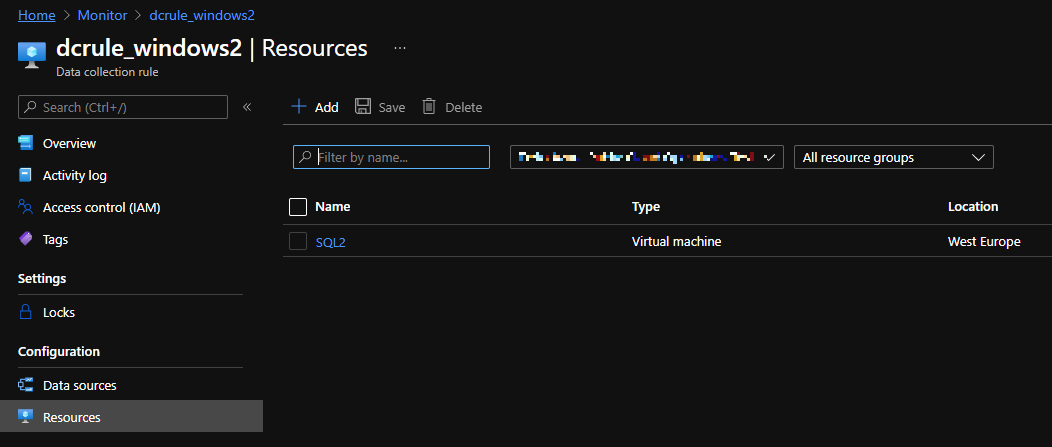 Home > Monitor > dcrule_windows2
dcrule_windows2 | Resources ...
Data collection rule
Search (Ctrl+/) «
Overview
Activity log
Access control (IAM)
Tags
Settings
Locks
Configuration
Data sources
Resources
+ Add Save Delete
Filter by name... All resource groups
Name Type Location
SQL2 Virtual machine West Europe